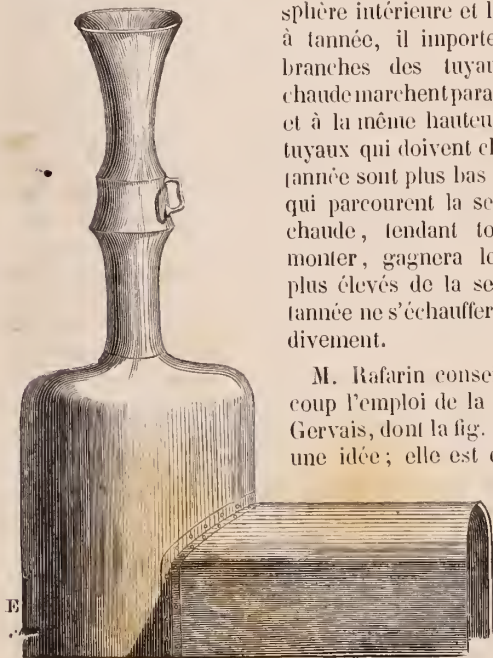 sphère intérieure et l
à tannée, il importe
branches des tuyau
chaude marchent para
et à la même hauteu
tuyaux qui doivent cl
tannée sont plus bas
qui parcourent la se
chaude, tendant to
monter, gagnera le
plus élevés de la se
tannée ne s'échauffer
divement.
M. Rafarin conse
coup l'emploi de la
Gervais, dont la fig.
une idée; elle est c
E